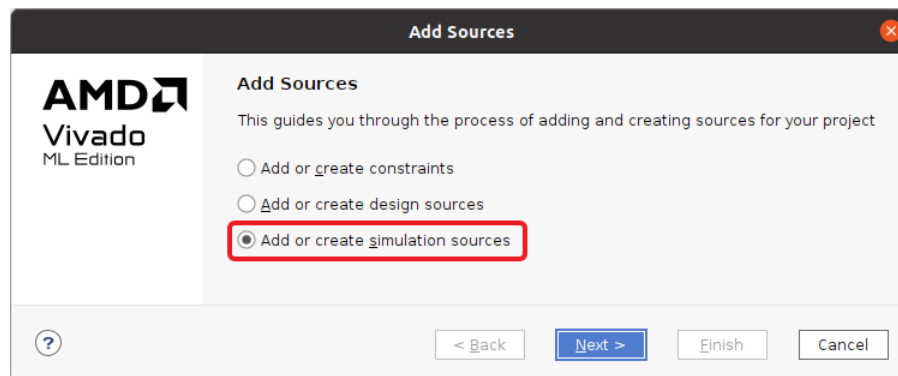 Add Sources
AMD
Vivado
ML Edition
Add Sources
This guides you through the process of adding and creating sources for your project
Add or create constraints
Add or create design sources
Add or create simulation sources
?
< Back
Next >
Finish
Cancel